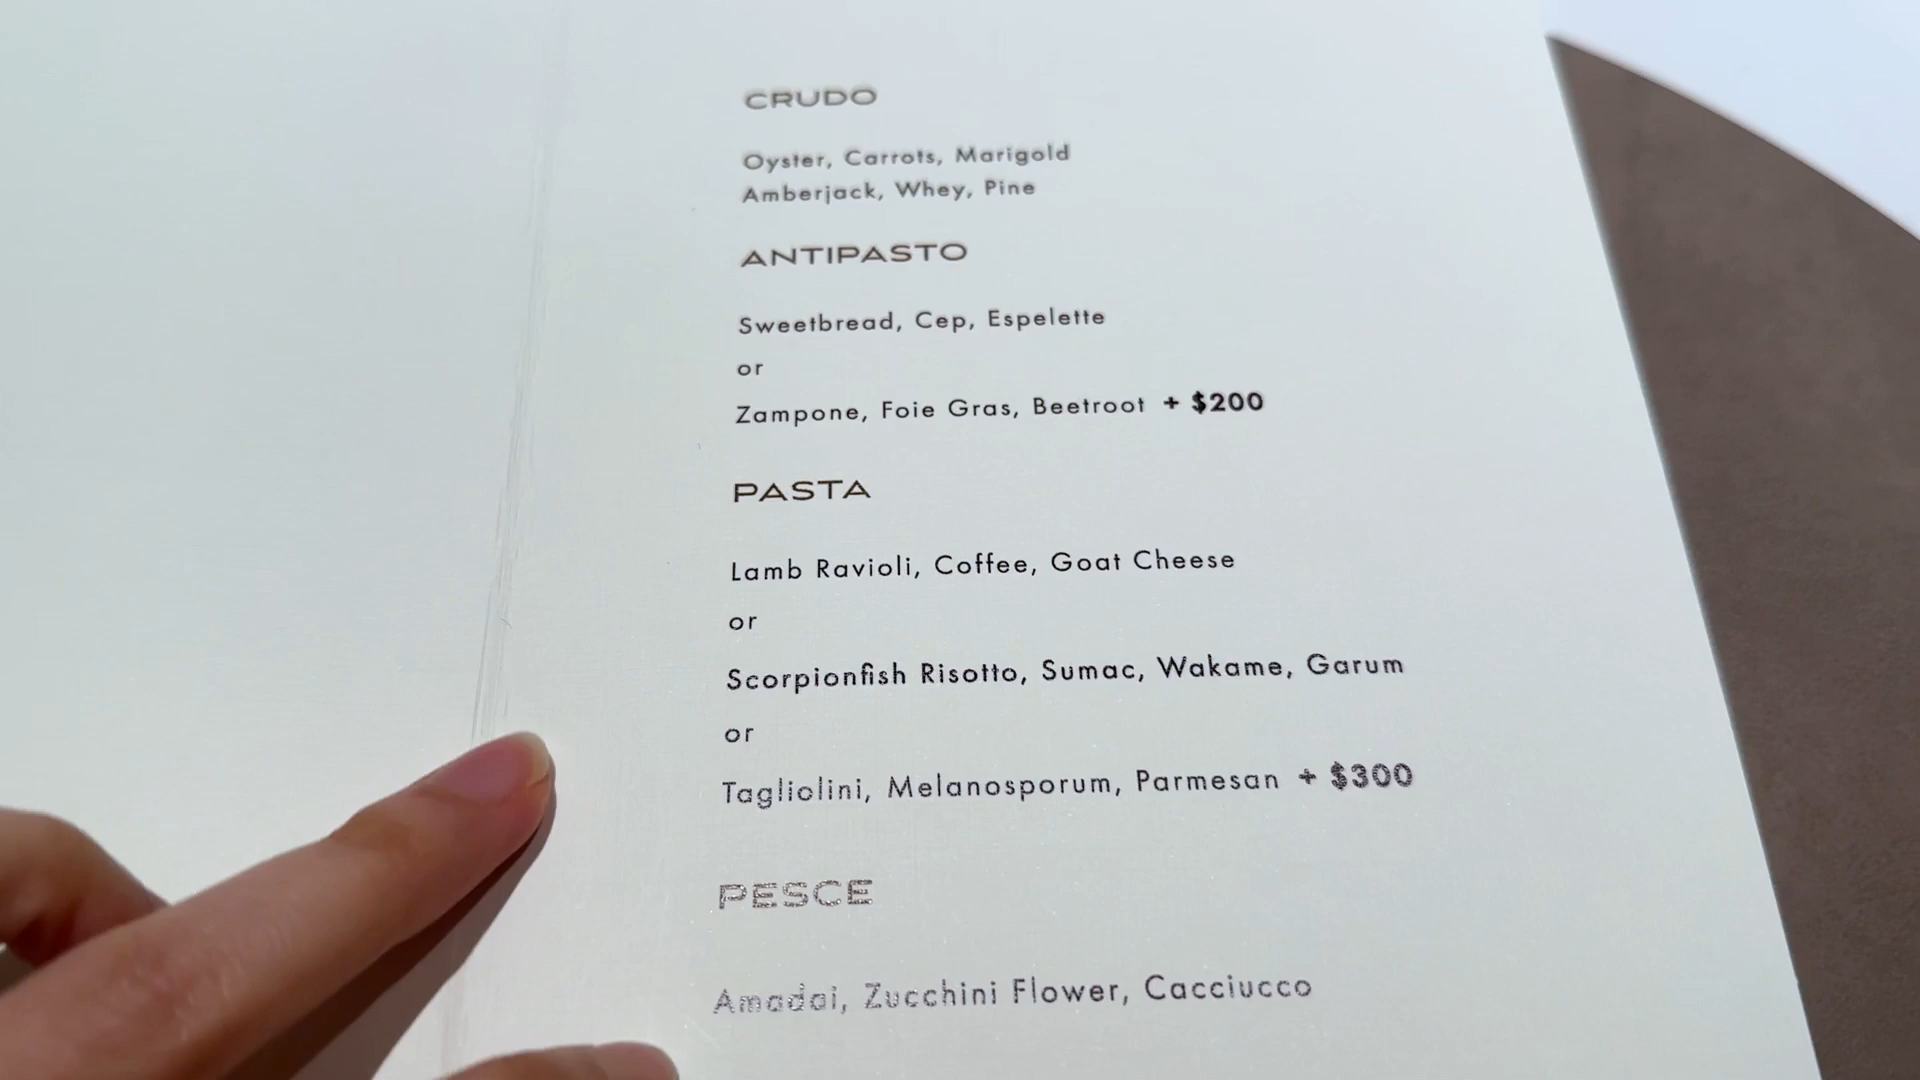 CRUDO
Oyster, Carrots, Marigold
Amberjack, Whey, Pine
ANTIPASTO
Sweetbread, Cep, Espelette
or
Zampone, Foie Gras, Beetroot + $200
PASTA
Lamb Ravioli, Coffee, Goat Cheese
or
Scorpionfish Risotto, Sumac, Wakame, Garum
or
Tagliolini, Melanosporum, Parmesan + $300
PESCE
Amadai, Zucchini Flower, Cacciucco